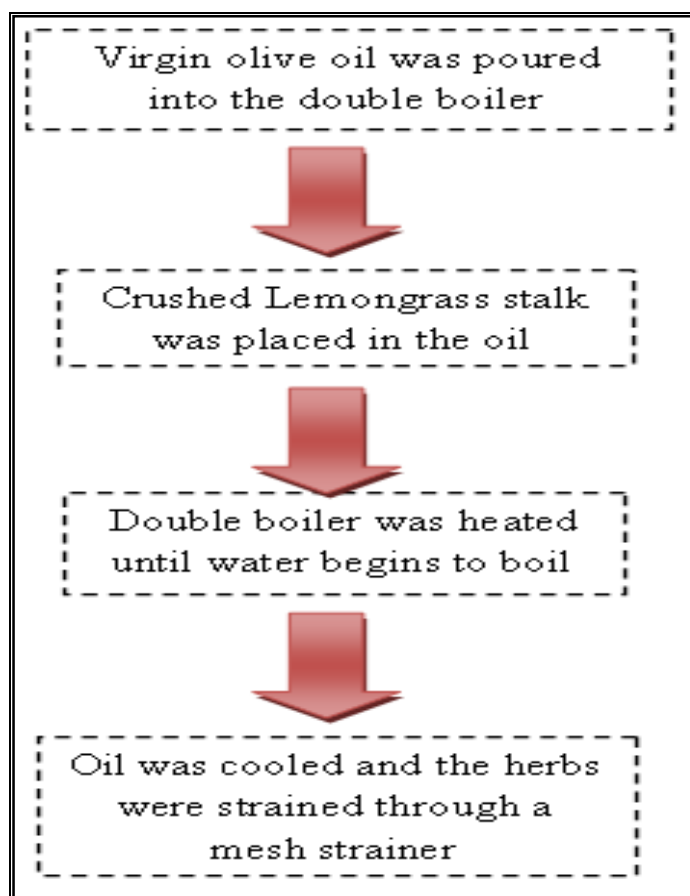 Virgin olive oil was poured
into the double boiler
Crushed Lemongrass stalk
was placed in the oil
Double boiler was heated
until water begins to boil
Oil was cooled and the herbs
were strained through a
mesh strainer